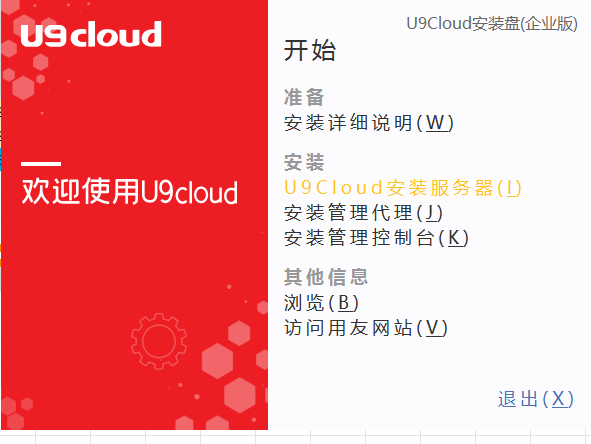 U9cloud
U9Cloud安装盘(企业版)
开始
准备
安装详细说明(W)
安装
欢迎使用U9cloud
U9Cloud安装服务器(I)
安装管理代理(J)
安装管理控制台(K)
其他信息
浏览(B)
访问用友网站(V)
退出(X)